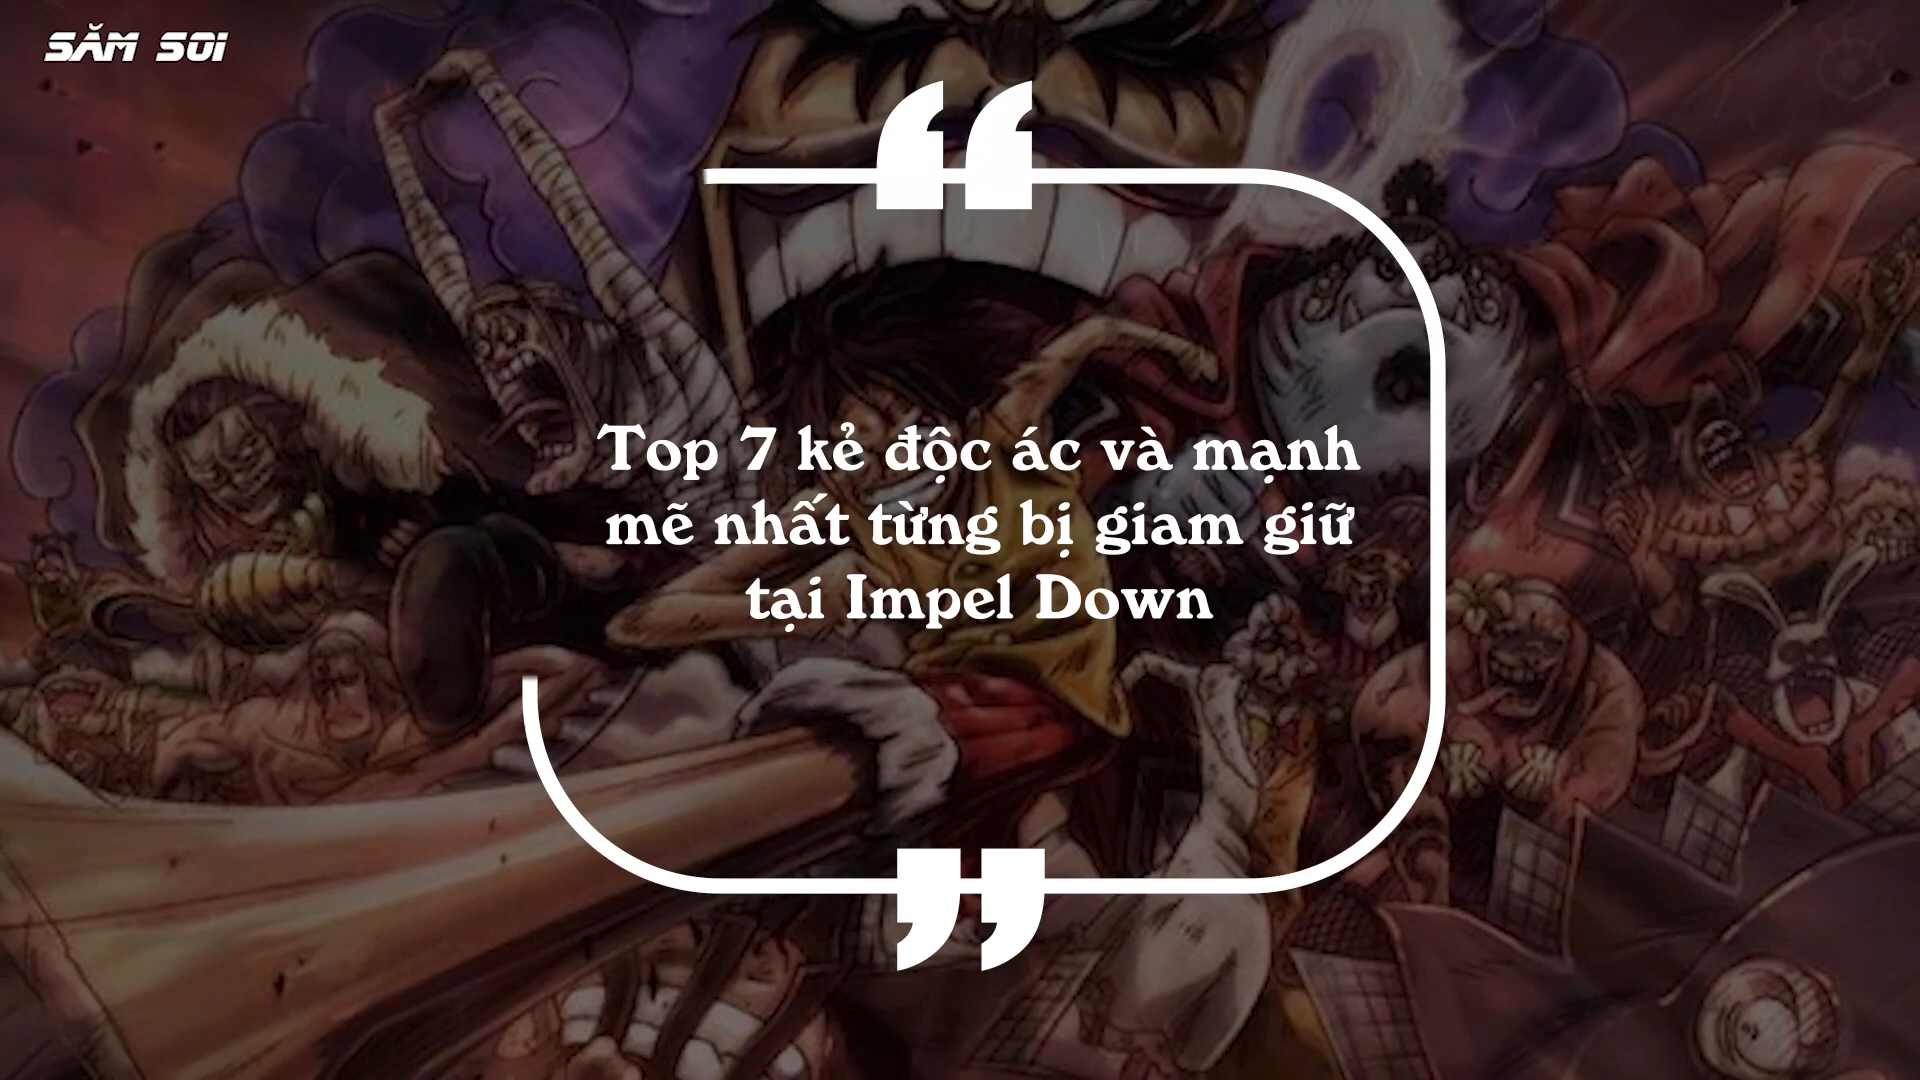 SĂM SOI
Top 7 kẻ độc ác và mạnh
mẽ nhất từng bị giam giữ
tại Impel Down